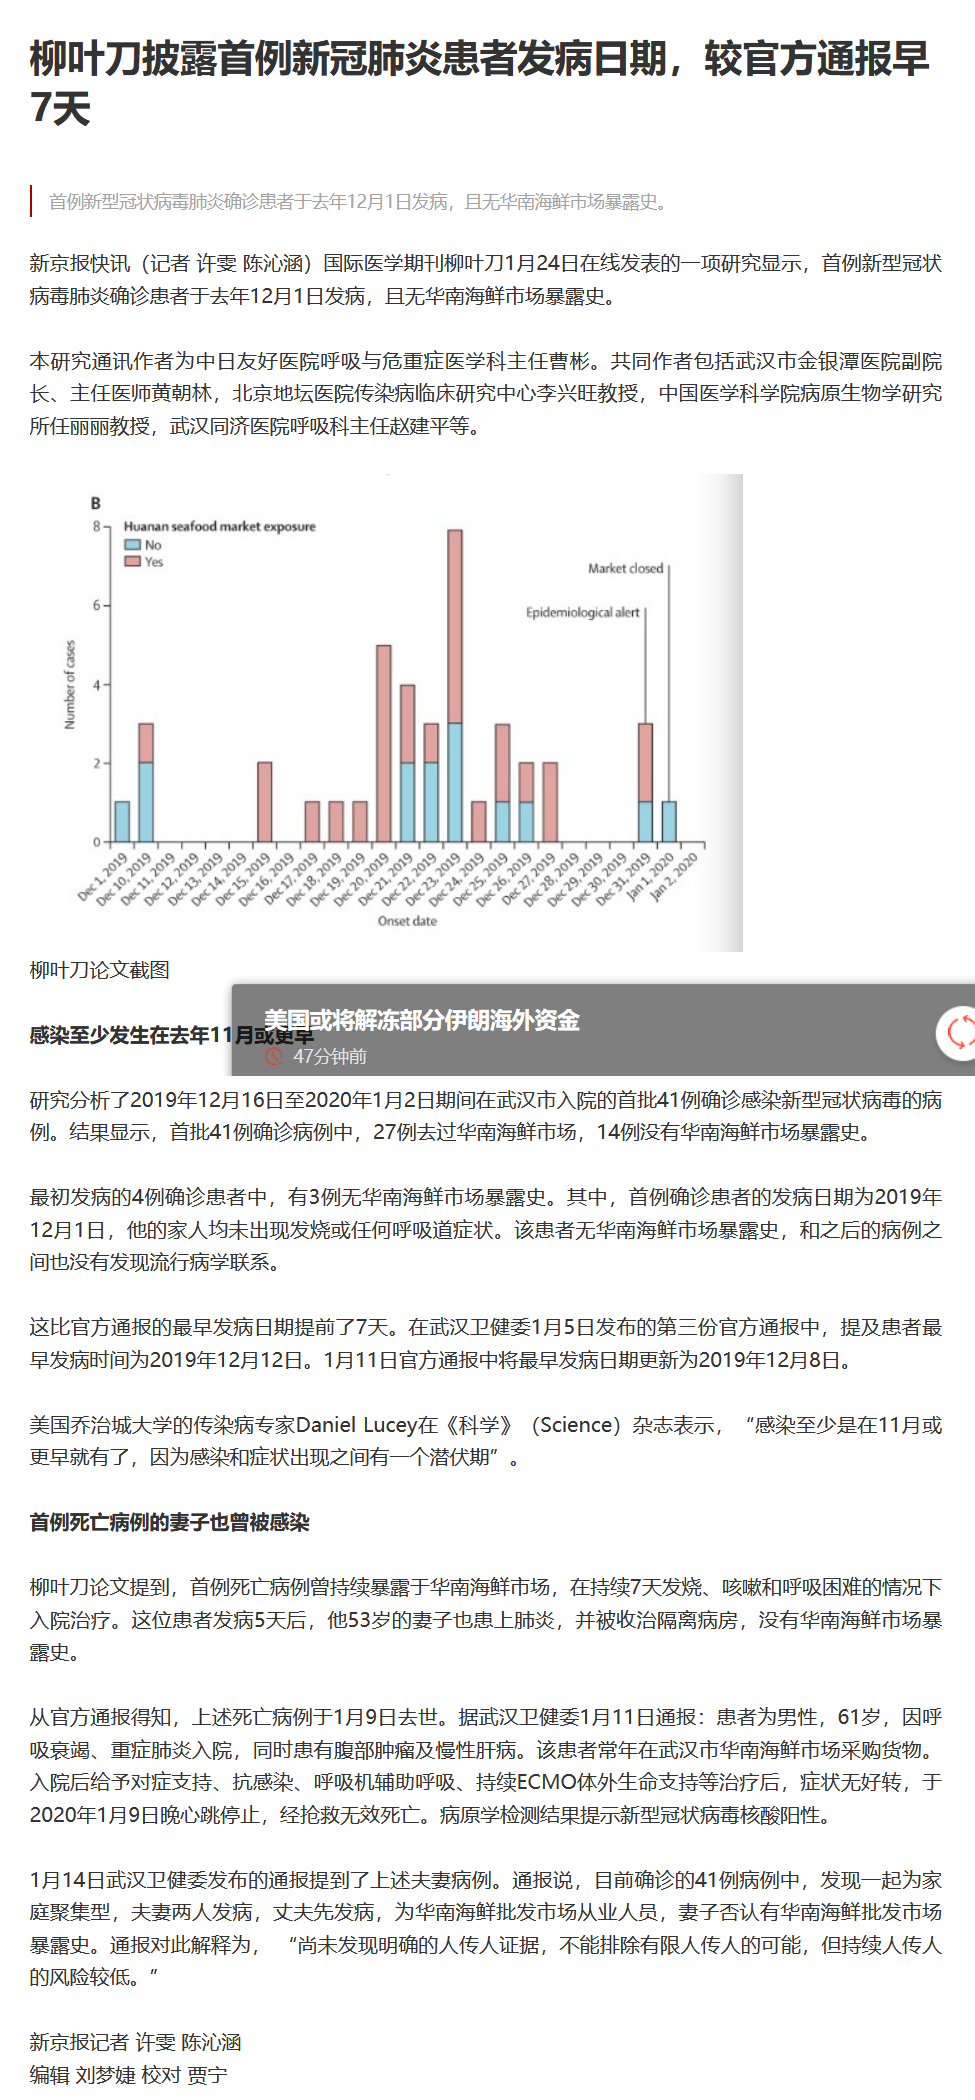 柳叶刀披露首例新冠肺炎患者发病日期，较官方通报早
7天
首例新型冠状病毒肺炎确诊患者于去年12月1日发病，且无华南海鲜市场暴露史。
新京报快讯（记者 许雯 陈沁涵）国际医学期刊柳叶刀1月24日在线发表的一项研究显示，首例新型冠状
病毒肺炎确诊患者于去年12月1日发病，且无华南海鲜市场暴露史。
本研究通讯作者为中日友好医院呼吸与危重症医学科主任曹彬。共同作者包括武汉市金银潭医院副院
长、主任医师黄朝林，北京地坛医院传染病临床研究中心李兴旺教授，中国医学科学院病原生物学研究
所任丽丽教授，武汉同济医院呼吸科主任赵建平等。
B
Huanan seafood market exposure
No
Yes
Market closed
Epidemiological alert
Number of cases
8
6
4
2
0
Dec 1, 2019
Dec 10, 2019
Dec 11, 2019
Dec 12, 2019
Dec 13, 2019
Dec 14, 2019
Dec 15, 2019
Dec 16, 2019
Dec 17, 2019
Dec 18, 2019
Dec 19, 2019
Dec 20, 2019
Dec 21, 2019
Dec 22, 2019
Dec 23, 2019
Dec 24, 2019
Dec 25, 2019
Dec 26, 2019
Dec 27, 2019
Dec 28, 2019
Dec 29, 2019
Dec 30, 2019
Dec 31, 2019
Jan 1, 2020
Jan 2, 2020
Onset date
柳叶刀论文截图
美国或将解冻部分伊朗海外资金
感染至少发生在去年11月或更早
47分钟前
研究分析了2019年12月16日至2020年1月2日期间在武汉市入院的首批41例确诊感染新型冠状病毒的病
例。结果显示，首批41例确诊病例中，27例去过华南海鲜市场，14例没有华南海鲜市场暴露史。
最初发病的4例确诊患者中，有3例无华南海鲜市场暴露史。其中，首例确诊患者的发病日期为2019年
12月1日，他的家人均未出现发烧或任何呼吸道症状。该患者无华南海鲜市场暴露史，和之后的病例之
间也没有发现流行病学联系。
这比官方通报的最早发病日期提前了7天。在武汉卫健委1月5日发布的第三份官方通报中，提及患者最
早发病时间为2019年12月12日。1月11日官方通报中将最早发病日期更新为2019年12月8日。
美国乔治城大学的传染病专家Daniel Lucey在《科学》（Science）杂志表示，“感染至少是在11月或
更早就有了，因为感染和症状出现之间有一个潜伏期”。
首例死亡病例的妻子也曾被感染
柳叶刀论文提到，首例死亡病例曾持续暴露于华南海鲜市场，在持续7天发烧、咳嗽和呼吸困难的情况下
入院治疗。这位患者发病5天后，他53岁的妻子也患上肺炎，并被收治隔离病房，没有华南海鲜市场暴
露史。
从官方通报得知，上述死亡病例于1月9日去世。据武汉卫健委1月11日通报：患者为男性，61岁，因呼
吸衰竭、重症肺炎入院，同时患有腹部肿瘤及慢性肝病。该患者常年在武汉市华南海鲜市场采购货物。
入院后给予对症支持、抗感染、呼吸机辅助呼吸、持续ECMO体外生命支持等治疗后，症状无好转，于
2020年1月9日晚心跳停止，经抢救无效死亡。病原学检测结果提示新型冠状病毒核酸阳性。
1月14日武汉卫健委发布的通报提到了上述夫妻病例。通报说，目前确诊的41例病例中，发现一起为家
庭聚集型，夫妻两人发病，丈夫先发病，为华南海鲜批发市场从业人员，妻子否认有华南海鲜批发市场
暴露史。通报对此解释为， “尚未发现明确的人传人证据，不能排除有限人传人的可能，但持续人传人
的风险较低。”
新京报记者 许雯 陈沁涵
编辑 刘梦婕 校对 贾宁